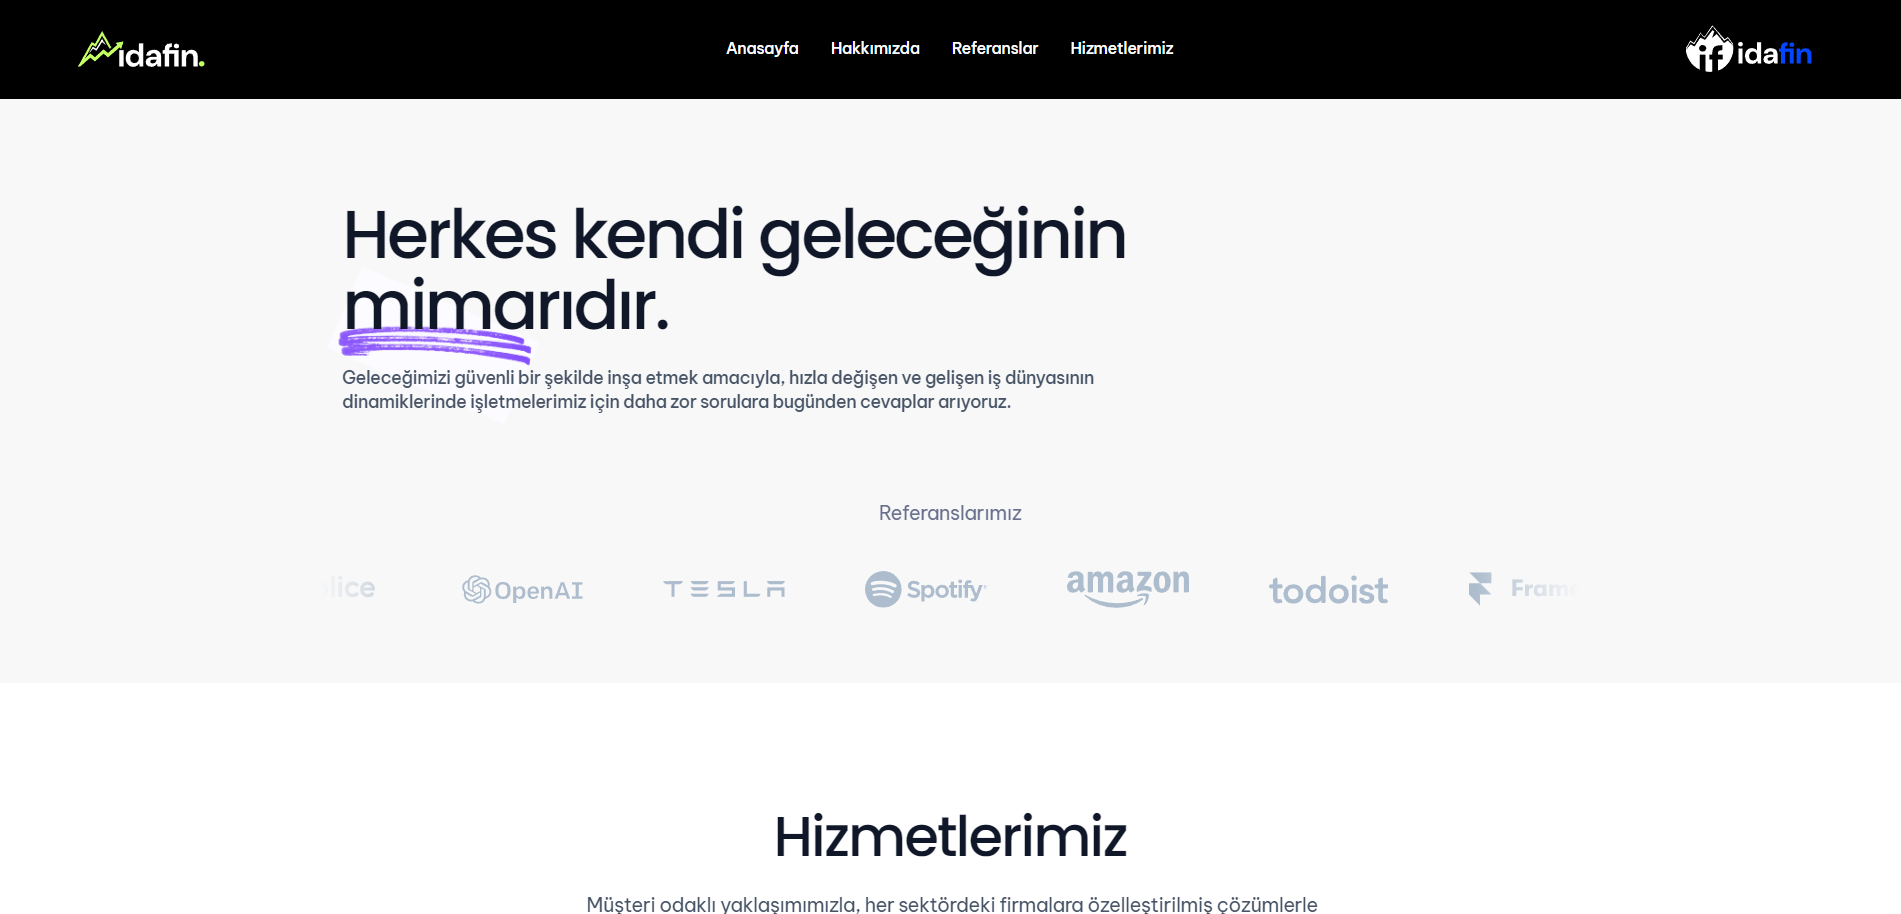 idafin.
Anasayfa Hakkımızda Referanslar Hizmetlerimiz
if idafin
Herkes kendi geleceğinin
mimarıdır.
Geleceğimizi güvenli bir şekilde inşa etmek amacıyla, hızla değişen ve gelişen iş dünyasının
dinamiklerinde işletmelerimiz için daha zor sorulara bugünden cevaplar arıyoruz.
Referanslarımız
lice OpenAI TESLA Spotify amazon todoist Frame
Hizmetlerimiz
Müşteri odaklı yaklaşımımızla, her sektördeki firmalara özelleştirilmiş çözümlerle